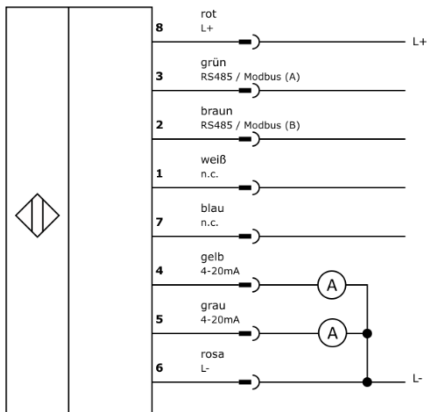 rot
8 L+ L+
grün
3 RS485 / Modbus (A)
braun
2 RS485 / Modbus (B)
weiß
1 n.c.
blau
7 n.c.
gelb
4 4-20mA
A
grau
5 4-20mA
A
rosa
6 L- L-